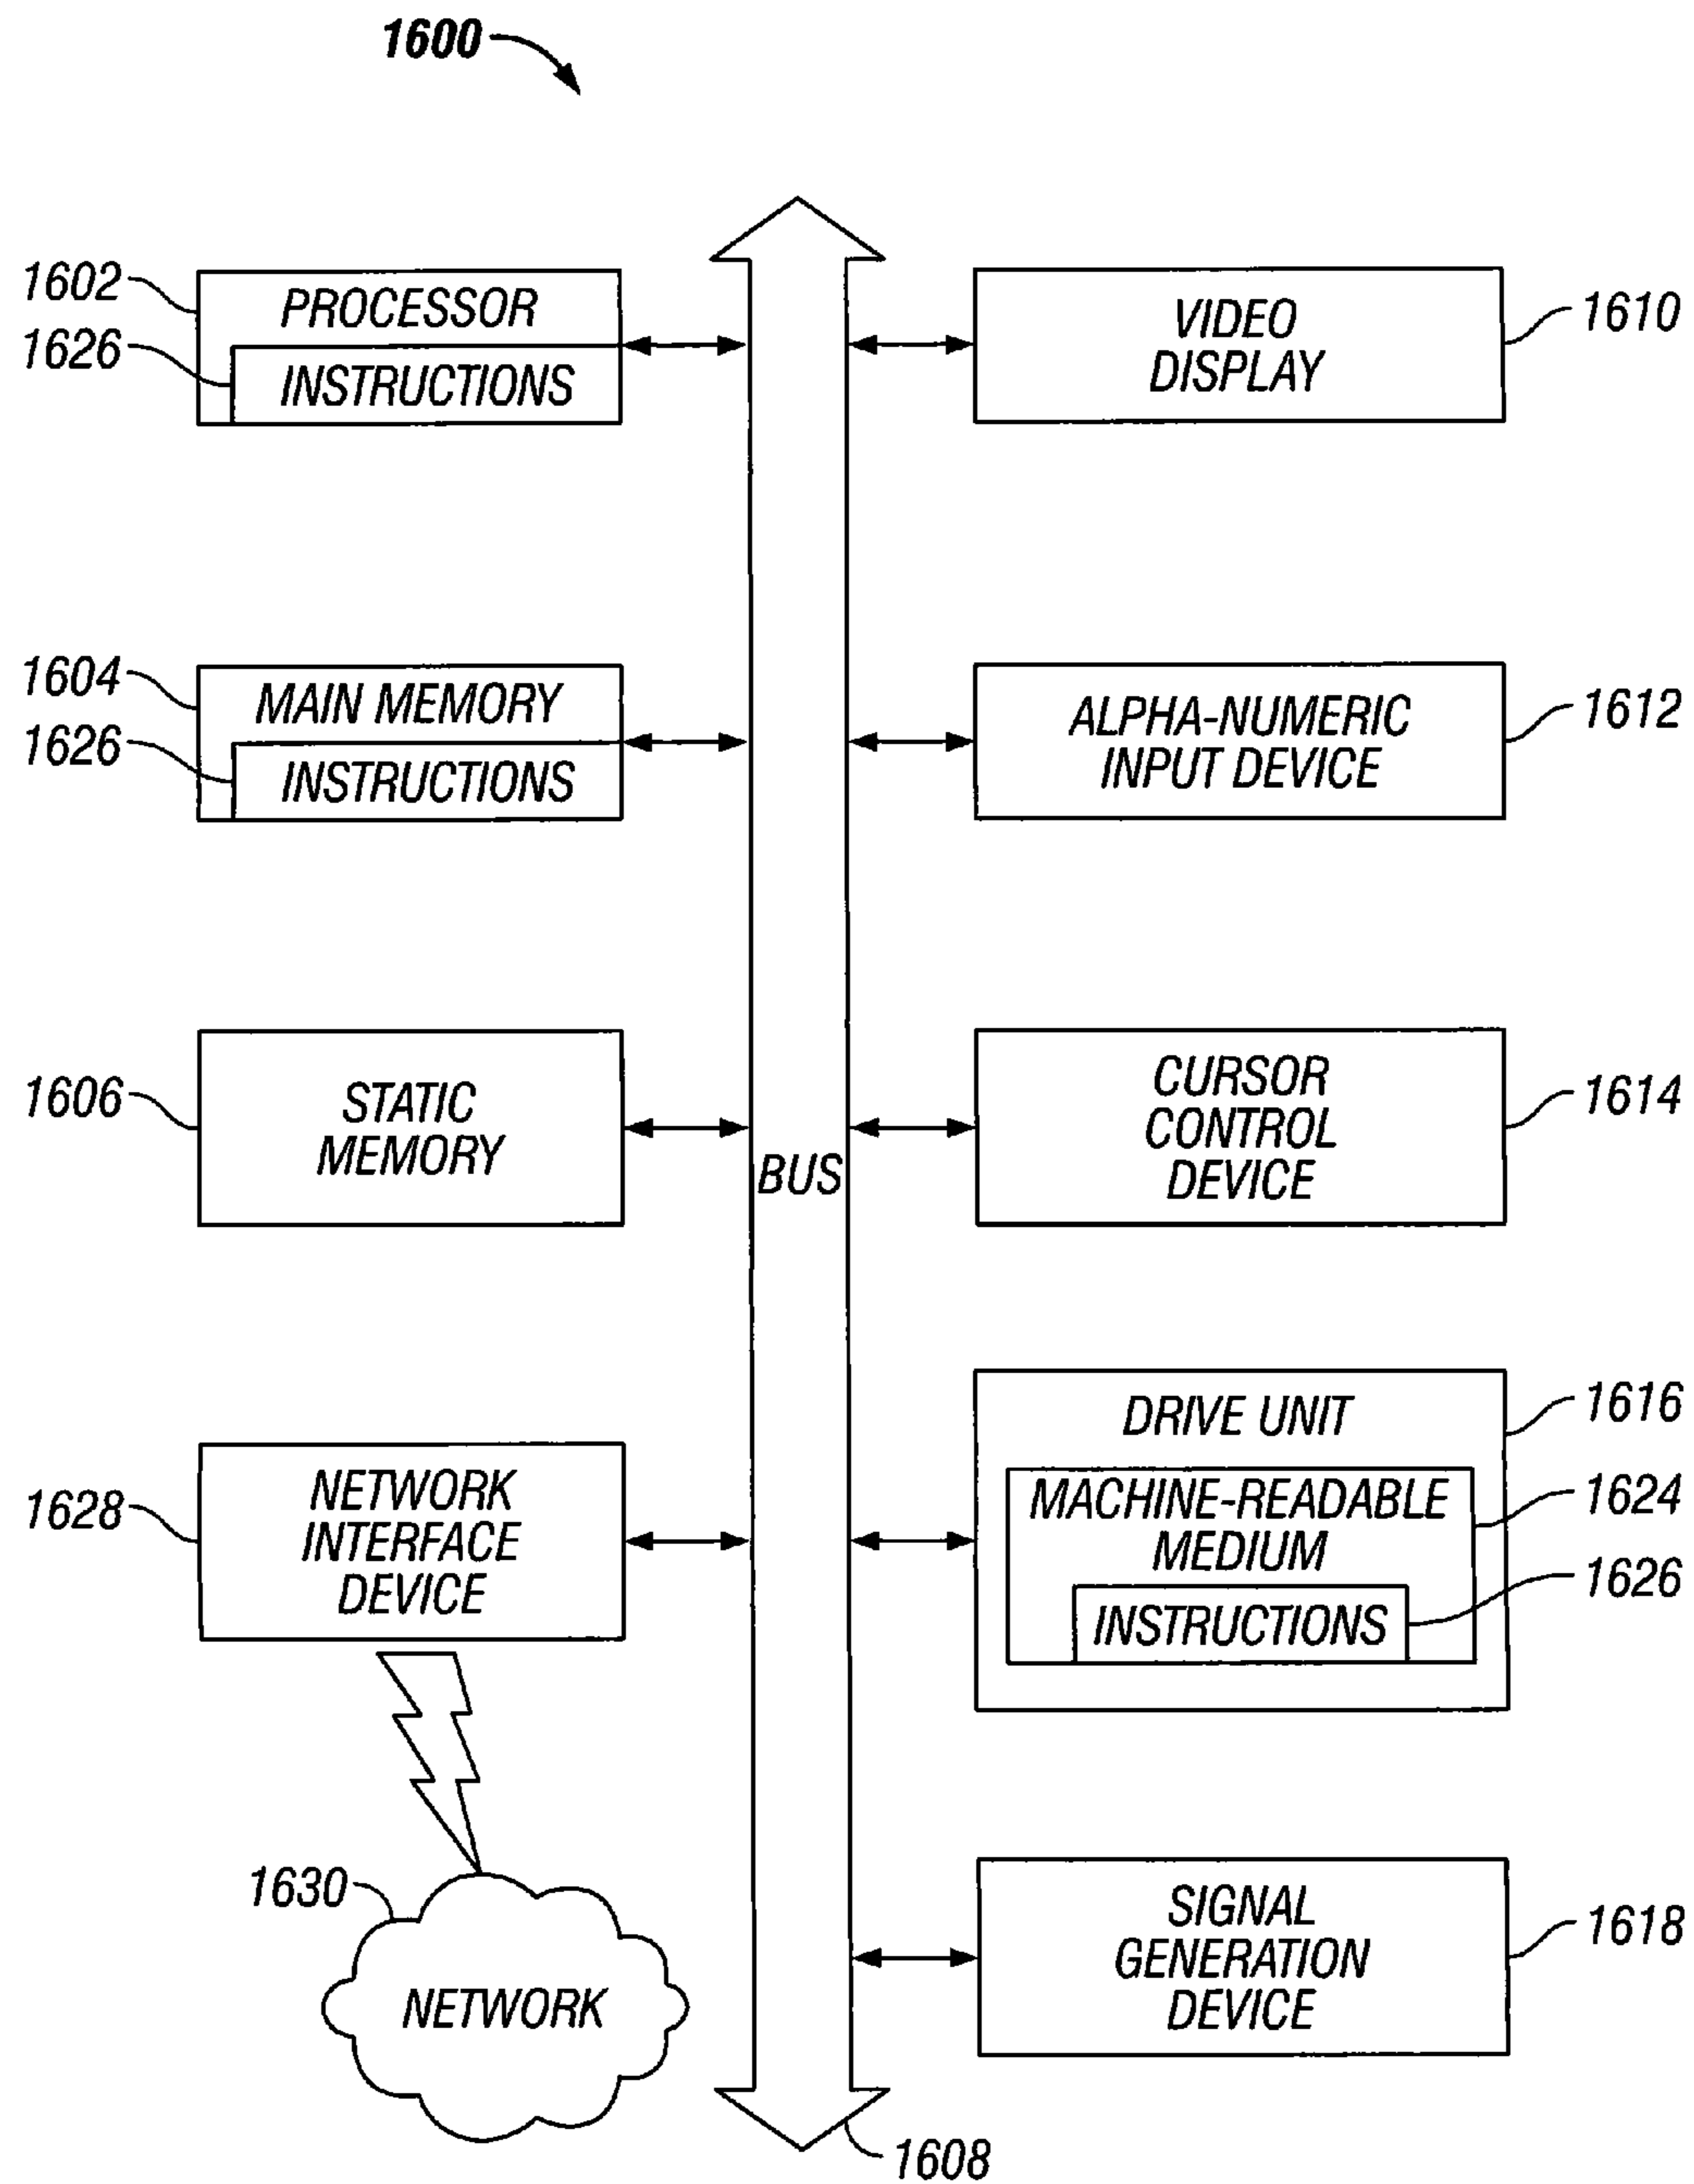 1600
1602
PROCESSOR
1626
INSTRUCTIONS
VIDEO
DISPLAY
1610
1604
MAIN MEMORY
1626
INSTRUCTIONS
ALPHA-NUMERIC
INPUT DEVICE
1612
1606
STATIC
MEMORY
BUS
CURSOR
CONTROL
DEVICE
1614
1628
NETWORK
INTERFACE
DEVICE
DRIVE UNIT
1616
MACHINE-READABLE
MEDIUM
1624
INSTRUCTIONS
1626
1630
NETWORK
SIGNAL
GENERATION
DEVICE
1618
1608